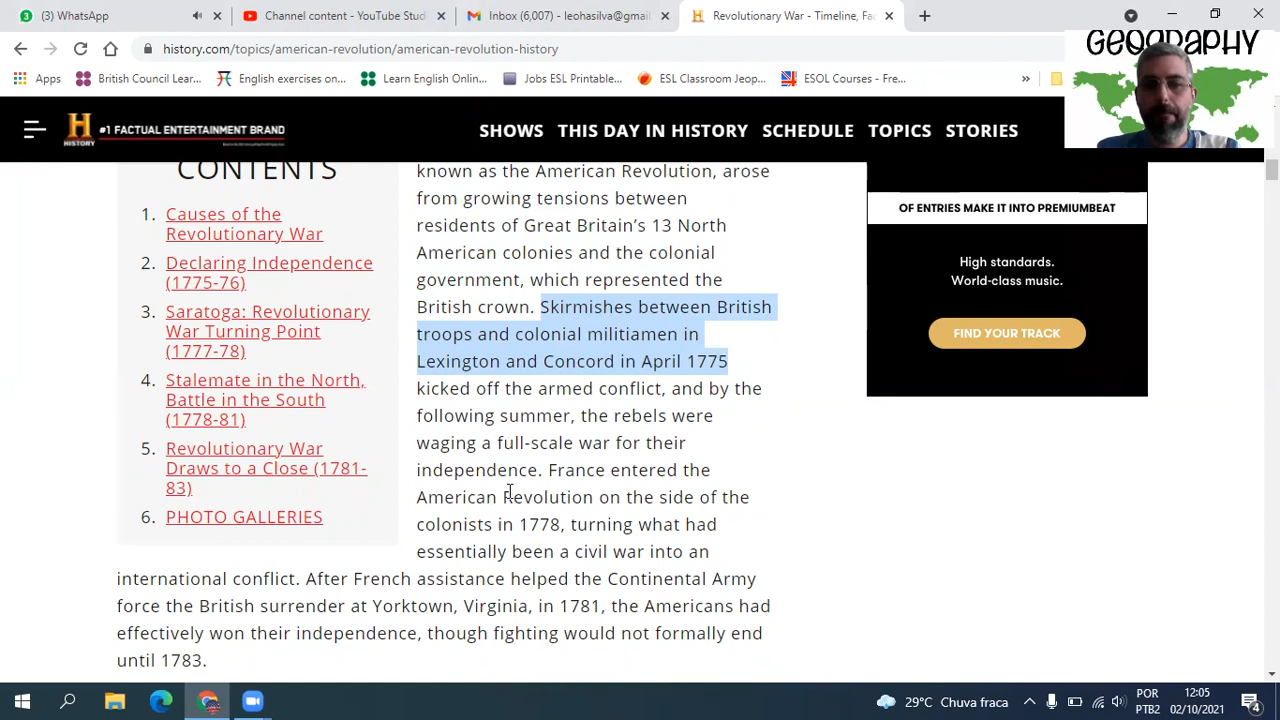 (3) WhatsApp
Channel content - YouTube Studi
Inbox (6,007) - leohasilva@gmail
Revolutionary War - Timeline, Fac
history.com/topics/american-revolution/american-revolution-history
Apps
British Council Lear...
English exercises on...
Learn English Onlin...
Jobs ESL Printable...
ESL Classroom Jeop...
ESOL Courses - Fre...
»
GEOGRAPHY
HISTORY
#1 FACTUAL ENTERTAINMENT BRAND
SHOWS
THIS DAY IN HISTORY
SCHEDULE
TOPICS
STORIES
CONTENTS
1. Causes of the
Revolutionary War
2. Declaring Independence
(1775-76)
3. Saratoga: Revolutionary
War Turning Point
(1777-78)
4. Stalemate in the North,
Battle in the South
(1778-81)
5. Revolutionary War
Draws to a Close (1781-
83)
6. PHOTO GALLERIES
known as the American Revolution, arose
from growing tensions between
residents of Great Britain’s 13 North
American colonies and the colonial
government, which represented the
British crown. Skirmishes between British
troops and colonial militiamen in
Lexington and Concord in April 1775
kicked off the armed conflict, and by the
following summer, the rebels were
waging a full-scale war for their
independence. France entered the
American Revolution on the side of the
colonists in 1778, turning what had
essentially been a civil war into an
international conflict. After French assistance helped the Continental Army
force the British surrender at Yorktown, Virginia, in 1781, the Americans had
effectively won their independence, though fighting would not formally end
until 1783.
OF ENTRIES MAKE IT INTO PREMIUMBEAT
High standards.
World-class music.
FIND YOUR TRACK
29°C Chuva fraca
POR
PTB2
12:05
02/10/2021
4